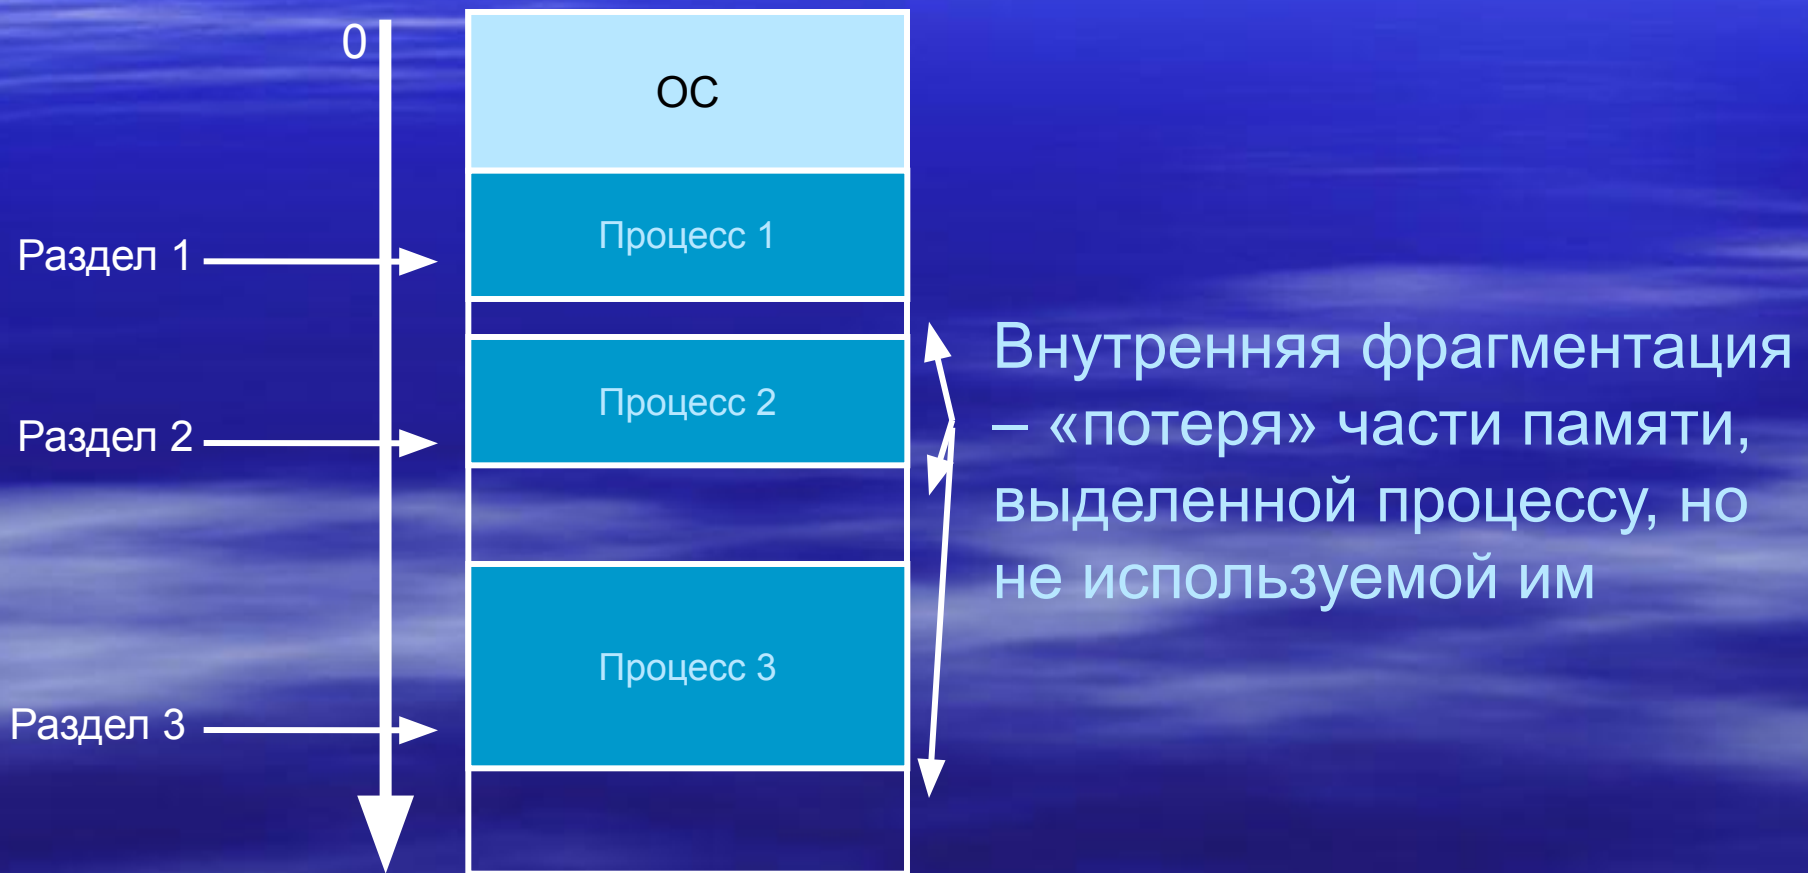 0
ОС
Процесс 1
Раздел 1
Внутренняя фрагментация
– «потеря» части памяти,
выделенной процессу, но
не используемой им
Процесс 2
Раздел 2
Процесс 3
Раздел 3